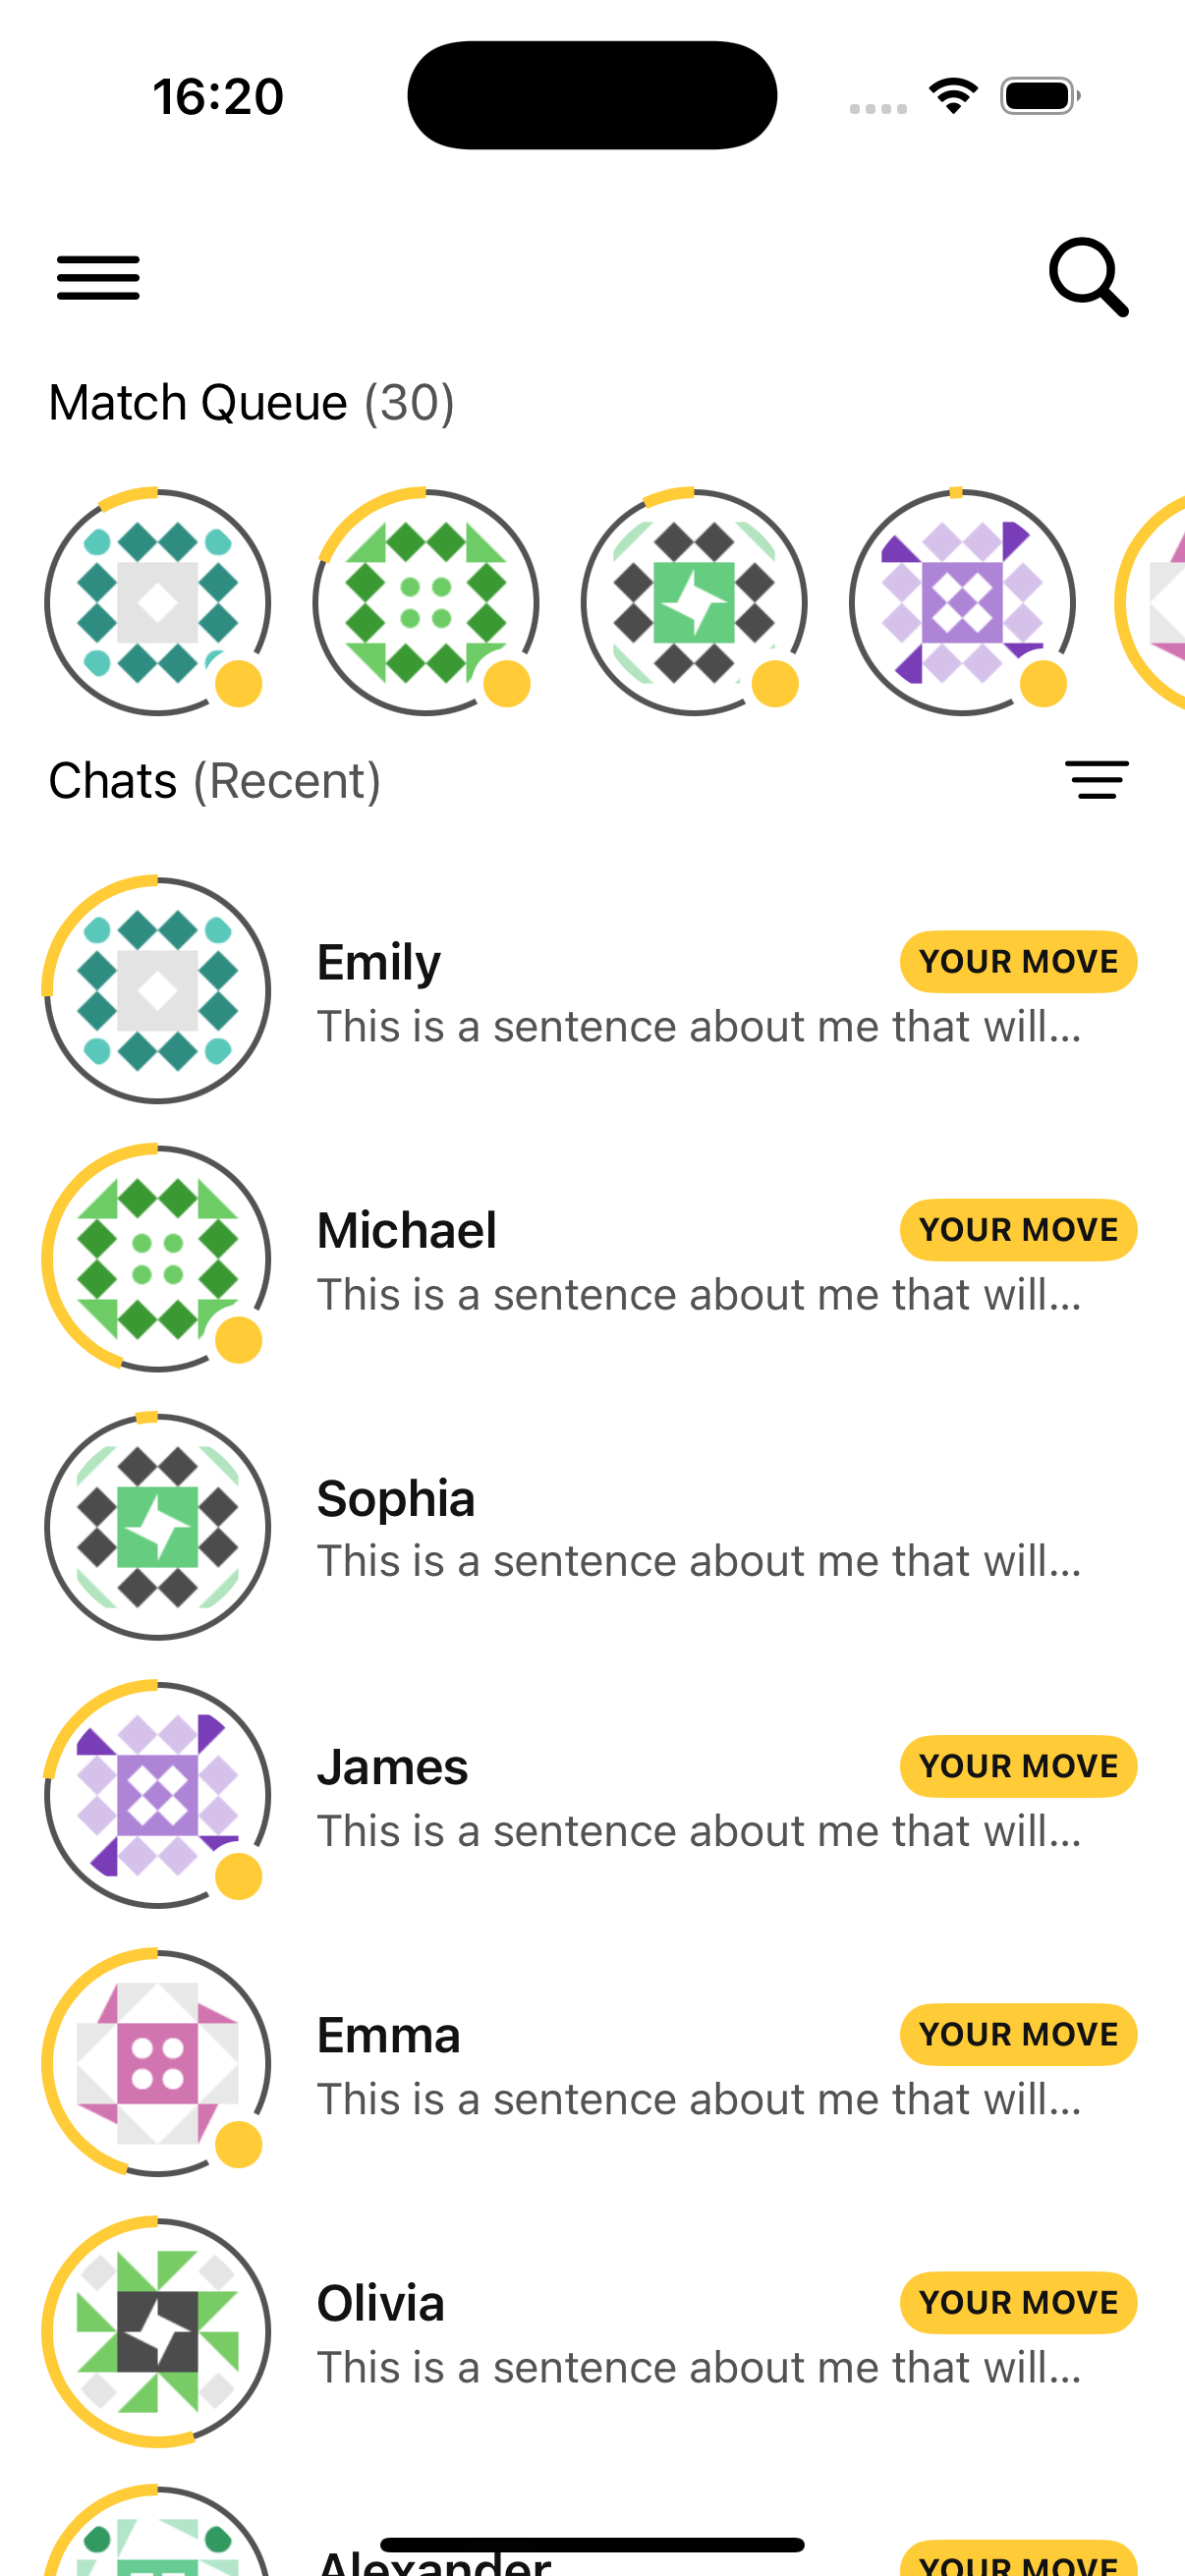 16:20
Match Queue (30)
Chats (Recent)
Emily
YOUR MOVE
This is a sentence about me that will...
Michael
YOUR MOVE
This is a sentence about me that will...
Sophia
This is a sentence about me that will...
James
YOUR MOVE
This is a sentence about me that will...
Emma
YOUR MOVE
This is a sentence about me that will...
Olivia
YOUR MOVE
This is a sentence about me that will...
Alexander
YOUR MOVE